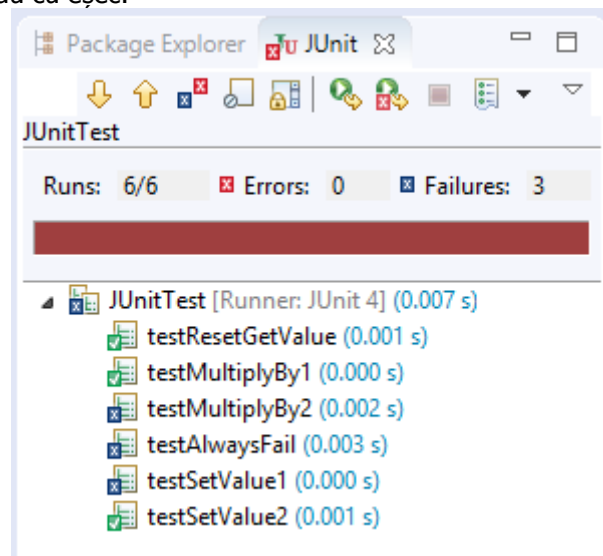 Package Explorer JUnit
JUnitTest
Runs: 6/6 Errors: 0 Failures: 3
JUnitTest [Runner: JUnit 4] (0.007 s)
testResetGetValue (0.001 s)
testMultiplyBy1 (0.000 s)
testMultiplyBy2 (0.002 s)
testAlwaysFail (0.003 s)
testSetValue1 (0.000 s)
testSetValue2 (0.001 s)